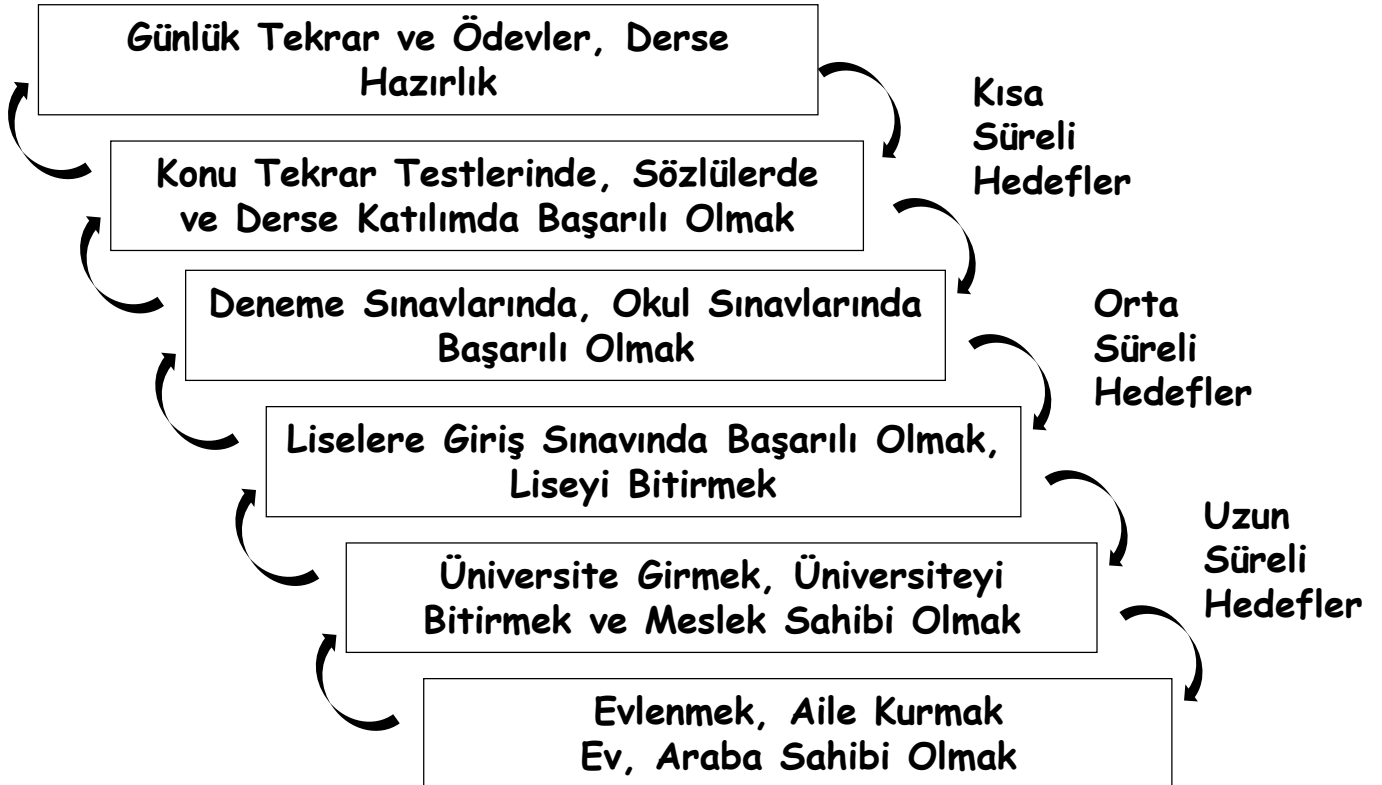 Günlük Tekrar ve Ödevler, Derse
Hazırlık
Kısa
Süreli
Hedefler
Konu Tekrar Testlerinde, Sözlülerde
ve Derse Katılımda Başarılı Olmak
Deneme Sınavlarında, Okul Sınavlarında
Başarılı Olmak
Orta
Süreli
Hedefler
Liselere Giriş Sınavında Başarılı Olmak,
Liseyi Bitirmek
Uzun
Süreli
Hedefler
Üniversite Girmek, Üniversiteyi
Bitirmek ve Meslek Sahibi Olmak
Evlenmek, Aile Kurmak
Ev, Araba Sahibi Olmak